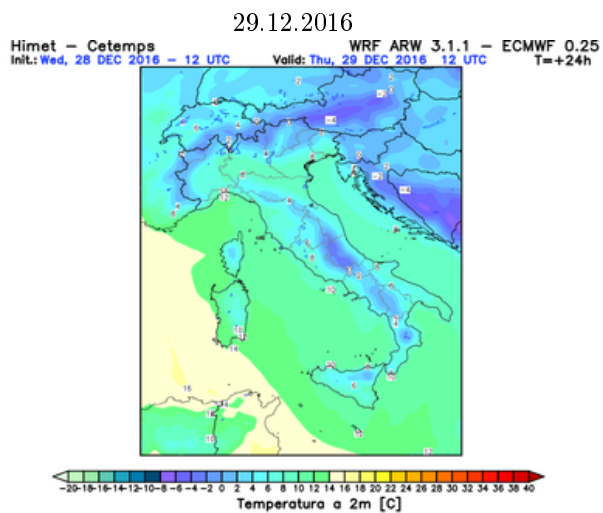 29.12.2016
Himet - Cetemps WRF ARW 3.1.1 - ECMWF 0.25
Init.: Wed, 28 DEC 2016 - 12 UTC Valid: Thu, 29 DEC 2016 12 UTC T=+24h
-20-18-16-14-12-10-8 -6 -4 -2 0 2 4 6 8 10 12 14 16 18 20 22 24 26 28 30 32 34 36 38 40
Temperatura a 2m [C]